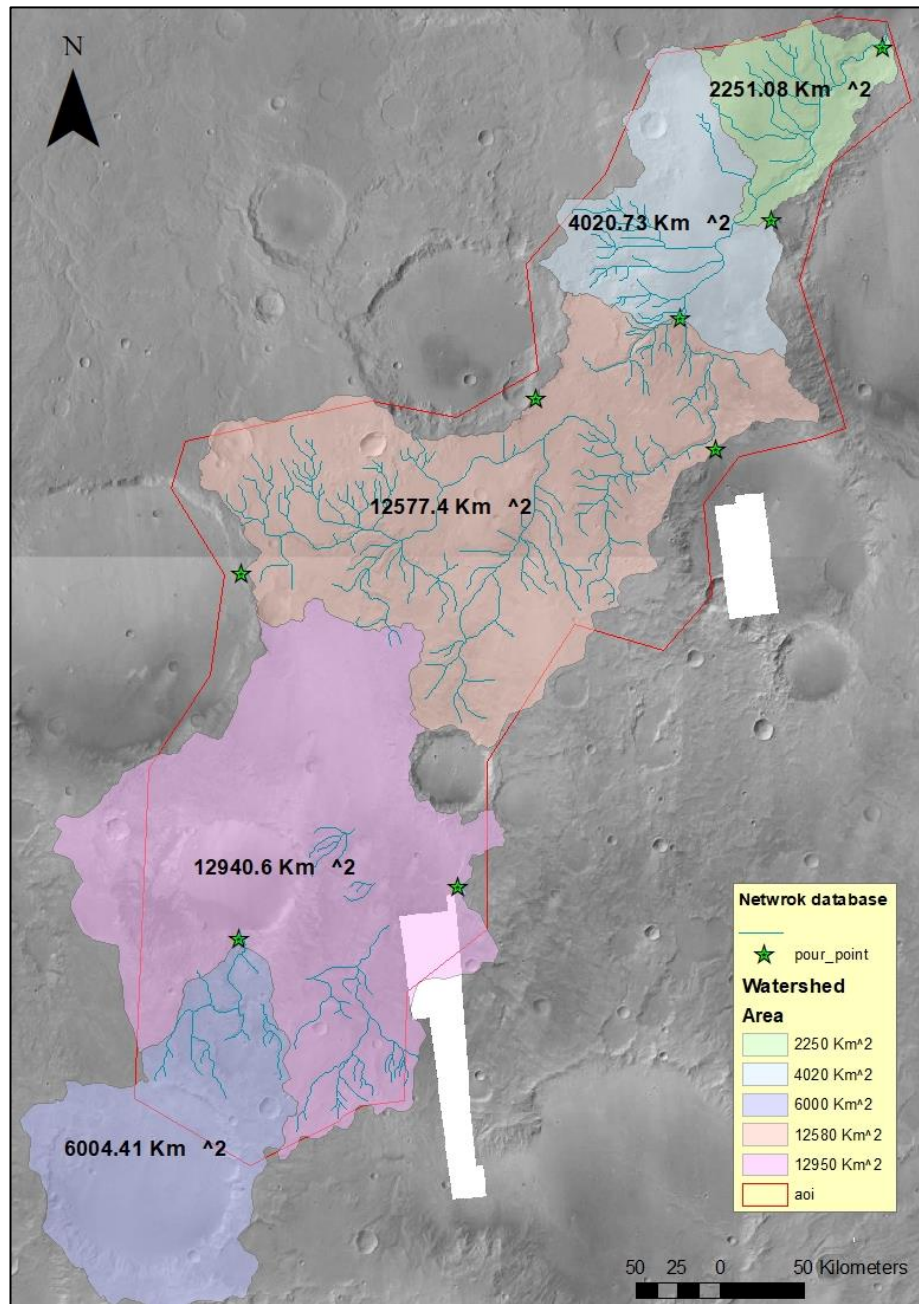 N
2251.08 Km ^2
4020.73 Km ^2
12577.4 Km ^2
12940.6 Km ^2
6004.41 Km ^2
Netwrok database
pour_point
Watershed
Area
2250 Km^2
4020 Km^2
6000 Km^2
12580 Km^2
12950 Km^2
aoi
50 25 0 50 Kilometers